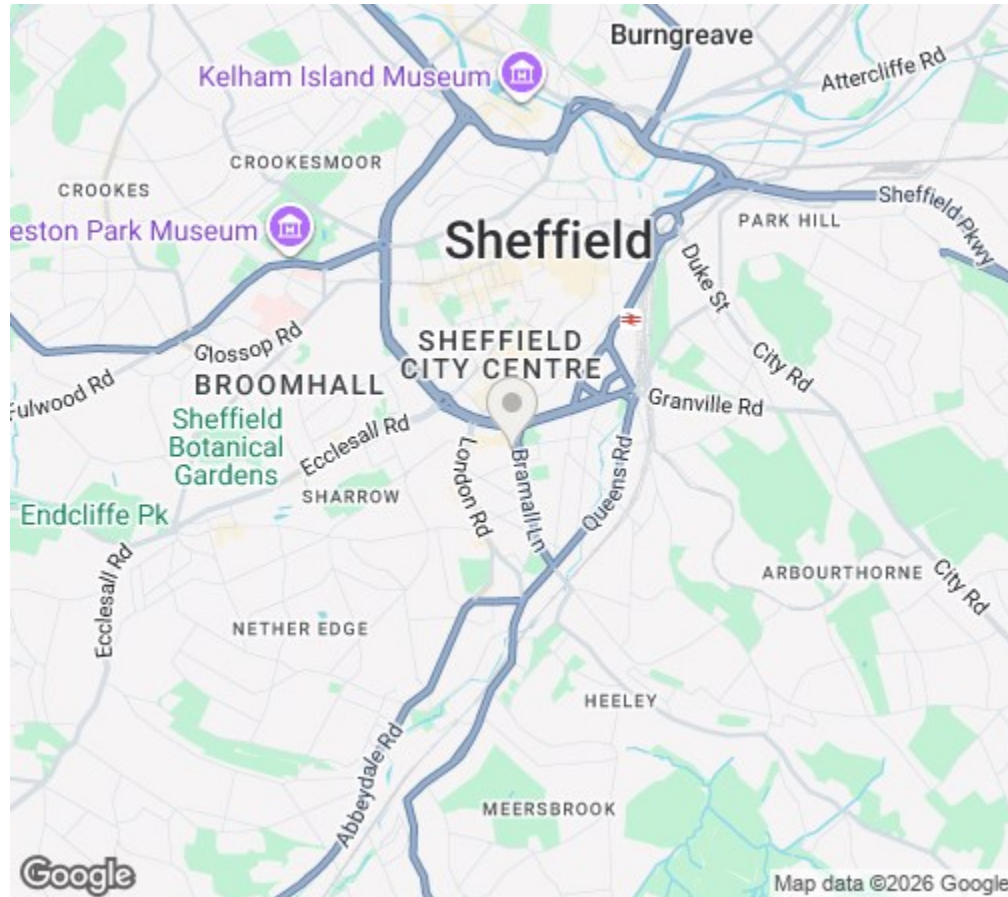 Burngreave
Kelham Island Museum
Attercliffe Rd
CROOKESMOOR
CROOKES
Sheffield Pkwy
eston Park Museum
PARK HILL
Sheffield
Duke St
SHEFFIELD
CITY CENTRE
Glossop Rd
City Rd
Fulwood Rd
BROOMHALL
Granville Rd
Sheffield
Botanical
Gardens
Ecclesall Rd
London Rd
Bramall Ln
Queens Rd
SHARROW
Endcliffe Pk
Ecclesall Rd
ARBOURTHORNE
City Rd
NETHER EDGE
HEELEY
Abbeydale Rd
MEERSBROOK
Google
Map data ©2026 Google